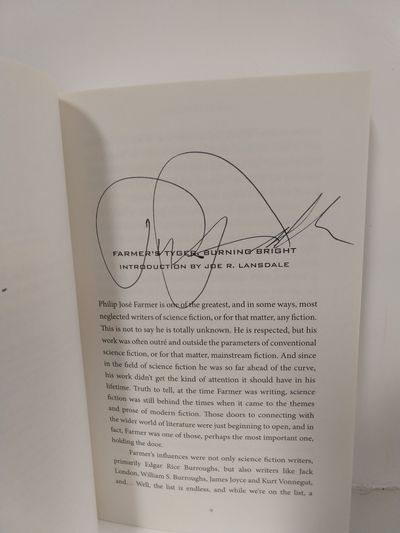 FARMER'S TYGER, BURNING BRIGHT
INTRODUCTION BY JOE R. LANSDALE
Philip José Farmer is one of the greatest, and in some ways, most
neglected writers of science fiction, or for that matter, any fiction.
This is not to say he is totally unknown. He is respected, but his
work was often outré and outside the parameters of conventional
science fiction, or for that matter, mainstream fiction. And since
in the field of science fiction he was so far ahead of the curve,
his work didn't get the kind of attention it should have in his
lifetime. Truth to tell, at the time Farmer was writing, science
fiction was still behind the times when it came to the themes
and prose of modern fiction. Those doors to connecting with
the wider world of literature were just beginning to open, and in
fact, Farmer was one of those, perhaps the most important one,
holding the door.
Farmer's influences were not only science fiction writers,
primarily Edgar Rice Burroughs, but also writers like Jack
London, William S. Burroughs, James Joyce and Kurt Vonnegut,
and... Well, the list is endless, and while we're on the list, a